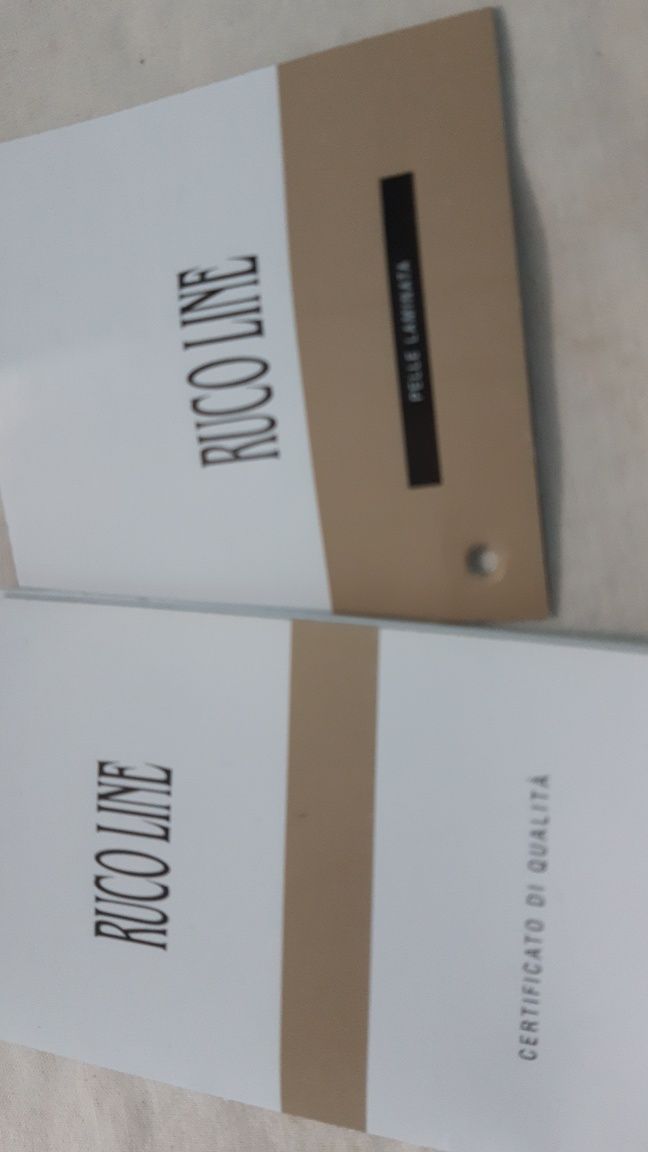 RUCO LINE
PELLE LAMINATA
RUCO LINE
CERTIFICATO DI QUALITÀ